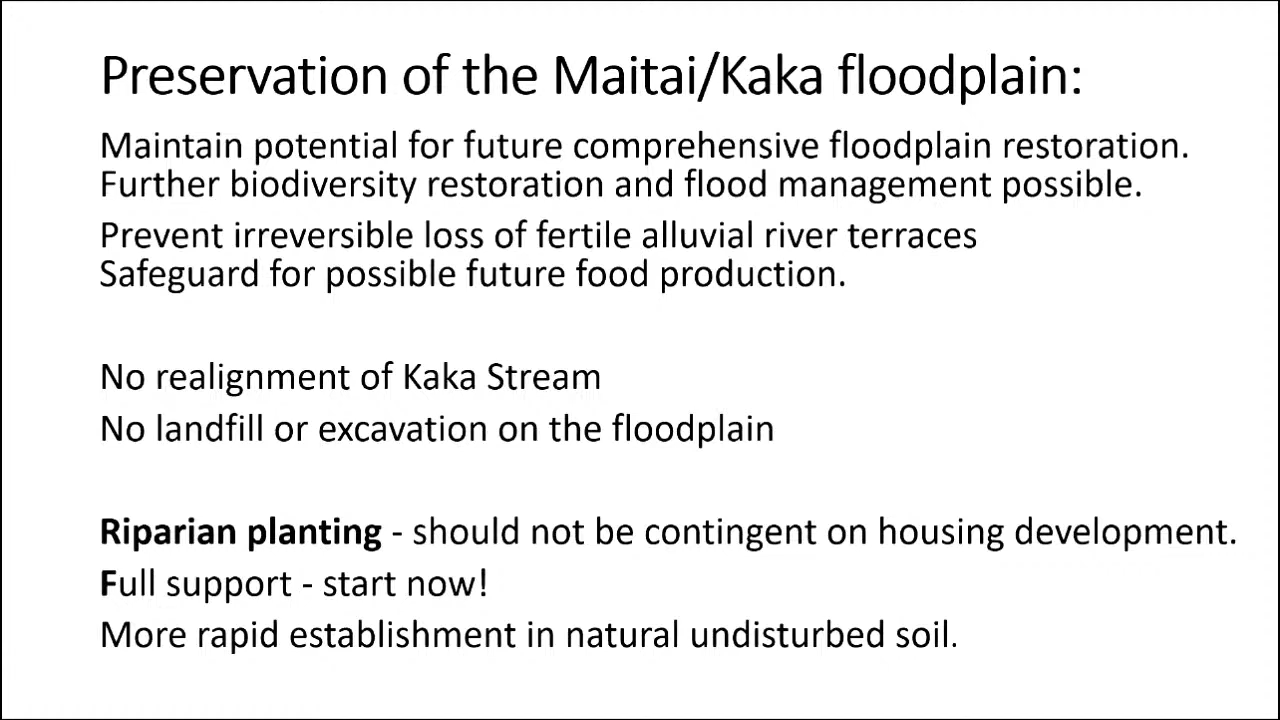 Preservation of the Maitai/Kaka floodplain:
Maintain potential for future comprehensive floodplain restoration.
Further biodiversity restoration and flood management possible.
Prevent irreversible loss of fertile alluvial river terraces
Safeguard for possible future food production.
No realignment of Kaka Stream
No landfill or excavation on the floodplain
Riparian planting - should not be contingent on housing development.
Full support - start now!
More rapid establishment in natural undisturbed soil.